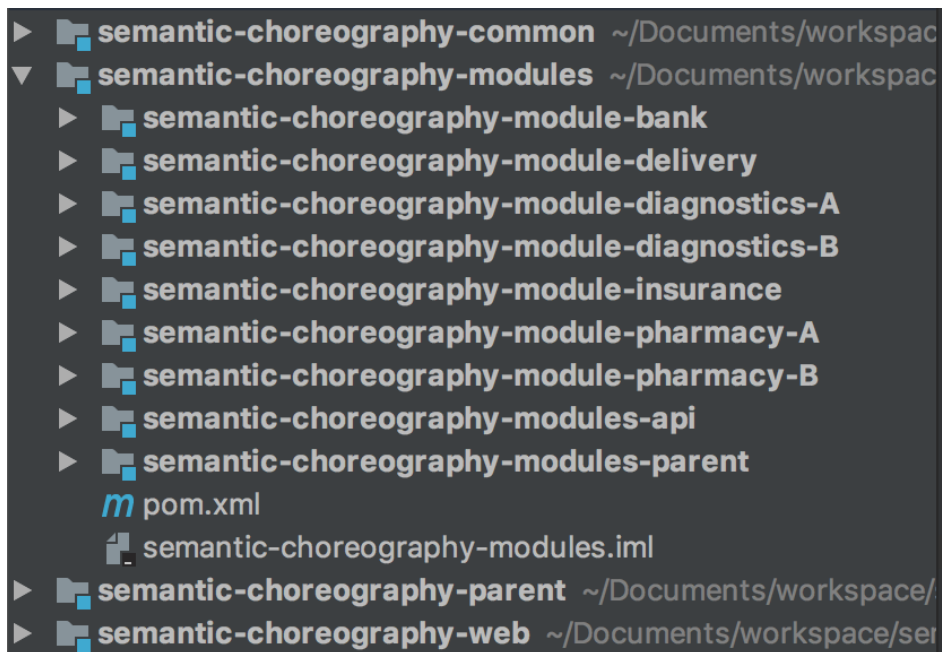 semantic-choreography-common ~/Documents/workspac
semantic-choreography-modules ~/Documents/workspac
semantic-choreography-module-bank
semantic-choreography-module-delivery
semantic-choreography-module-diagnostics-A
semantic-choreography-module-diagnostics-B
semantic-choreography-module-insurance
semantic-choreography-module-pharmacy-A
semantic-choreography-module-pharmacy-B
semantic-choreography-modules-api
semantic-choreography-modules-parent
m pom.xml
semantic-choreography-modules.iml
semantic-choreography-parent ~/Documents/workspace/
semantic-choreography-web ~/Documents/workspace/ser